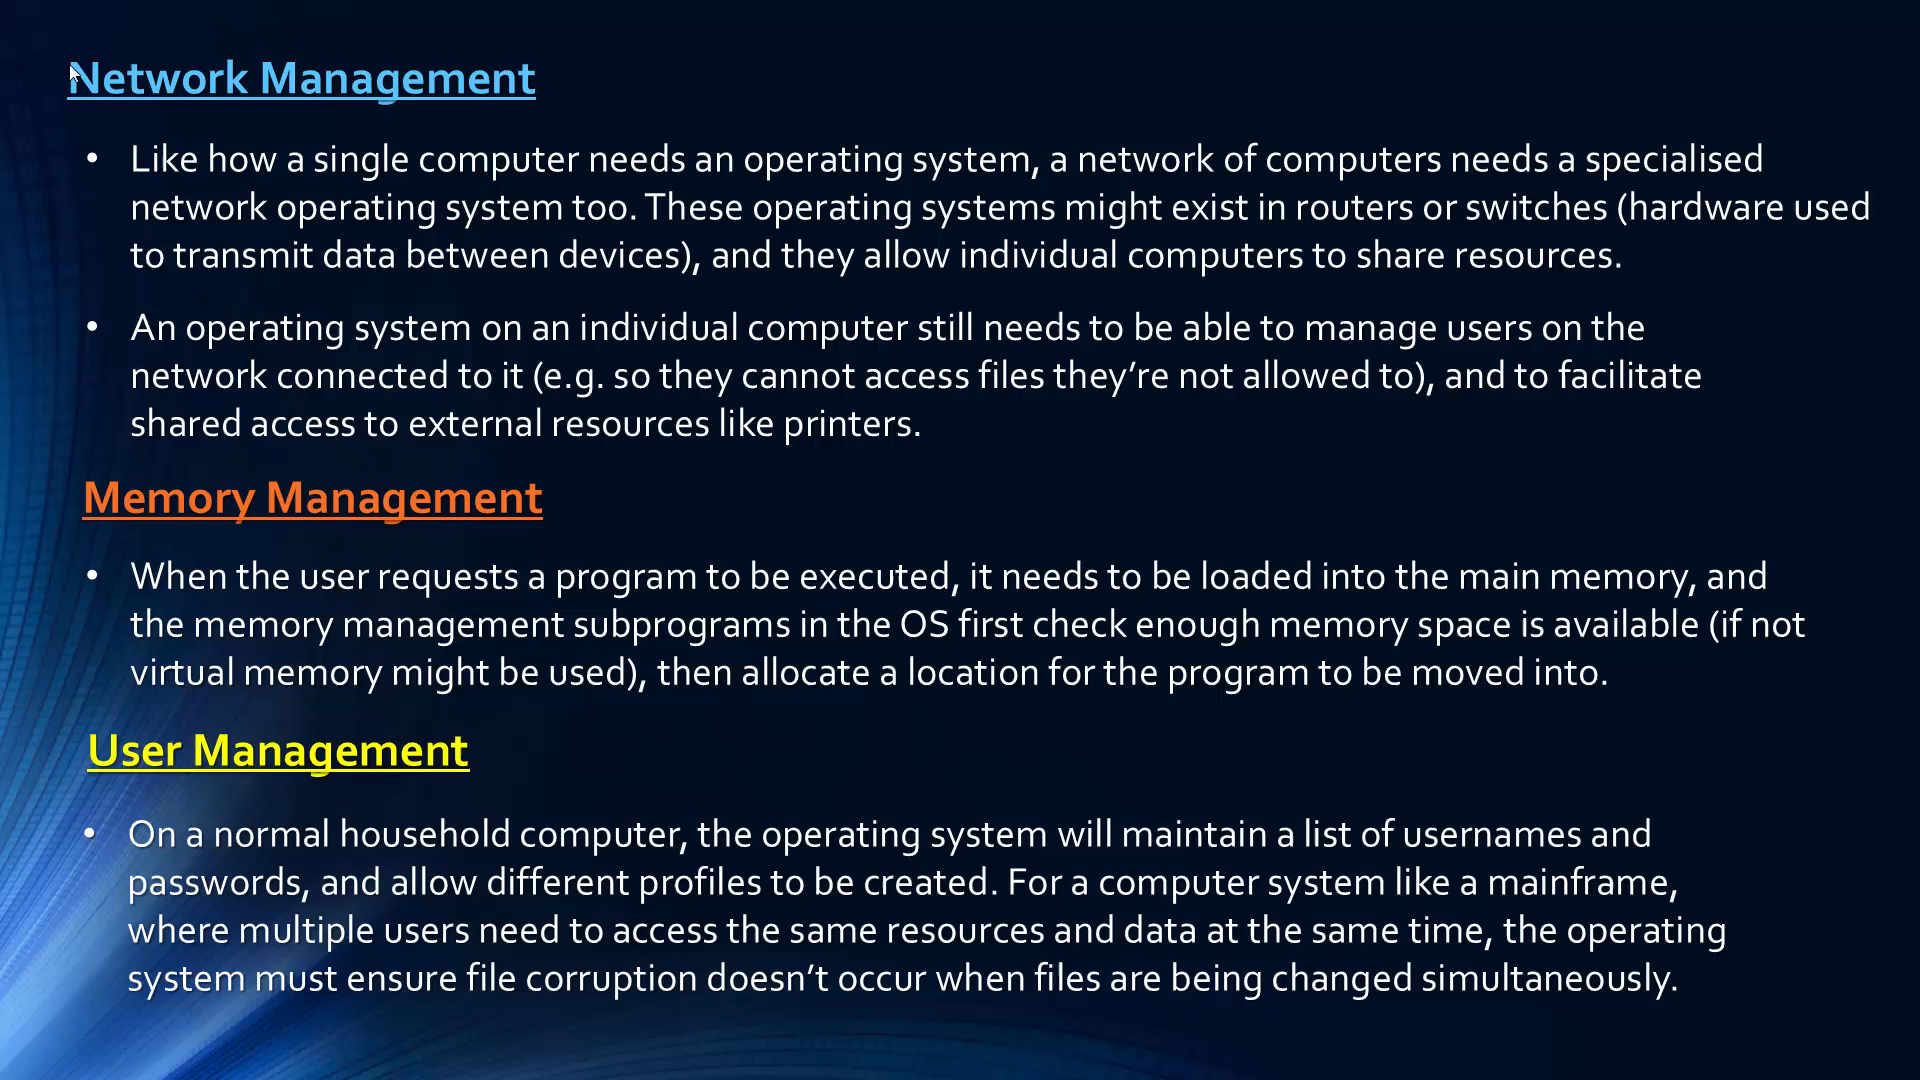 Network Management
• Like how a single computer needs an operating system, a network of computers needs a specialised
network operating system too. These operating systems might exist in routers or switches (hardware used
to transmit data between devices), and they allow individual computers to share resources.
• An operating system on an individual computer still needs to be able to manage users on the
network connected to it (e.g. so they cannot access files they’re not allowed to), and to facilitate
shared access to external resources like printers.
Memory Management
• When the user requests a program to be executed, it needs to be loaded into the main memory, and
the memory management subprograms in the OS first check enough memory space is available (if not
virtual memory might be used), then allocate a location for the program to be moved into.
User Management
• On a normal household computer, the operating system will maintain a list of usernames and
passwords, and allow different profiles to be created. For a computer system like a mainframe,
where multiple users need to access the same resources and data at the same time, the operating
system must ensure file corruption doesn’t occur when files are being changed simultaneously.